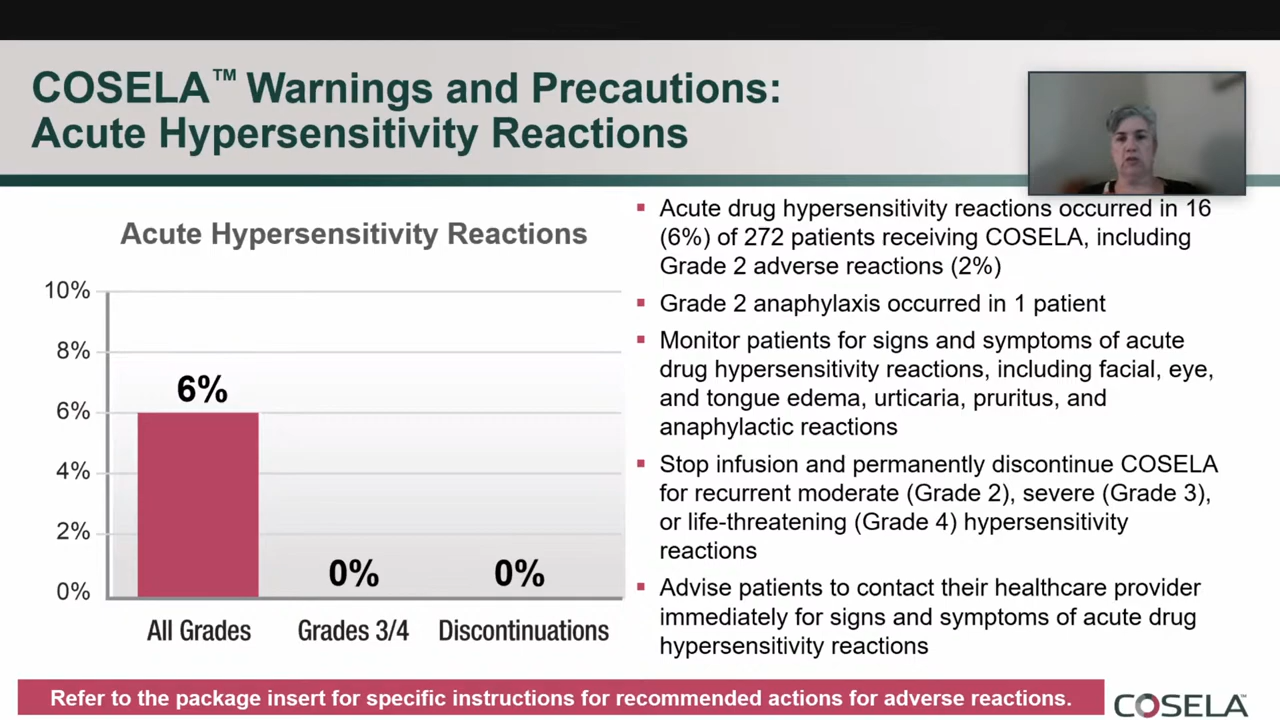 COSELA™ Warnings and Precautions:
Acute Hypersensitivity Reactions
Acute Hypersensitivity Reactions
10%
8%
6%
4%
2%
0%
6%
0%
0%
All Grades
Grades 3/4
Discontinuations
▪ Acute drug hypersensitivity reactions occurred in 16
(6%) of 272 patients receiving COSELA, including
Grade 2 adverse reactions (2%)
▪ Grade 2 anaphylaxis occurred in 1 patient
▪ Monitor patients for signs and symptoms of acute
drug hypersensitivity reactions, including facial, eye,
and tongue edema, urticaria, pruritus, and
anaphylactic reactions
▪ Stop infusion and permanently discontinue COSELA
for recurrent moderate (Grade 2), severe (Grade 3),
or life-threatening (Grade 4) hypersensitivity
reactions
▪ Advise patients to contact their healthcare provider
immediately for signs and symptoms of acute drug
hypersensitivity reactions
Refer to the package insert for specific instructions for recommended actions for adverse reactions.
COSELA™